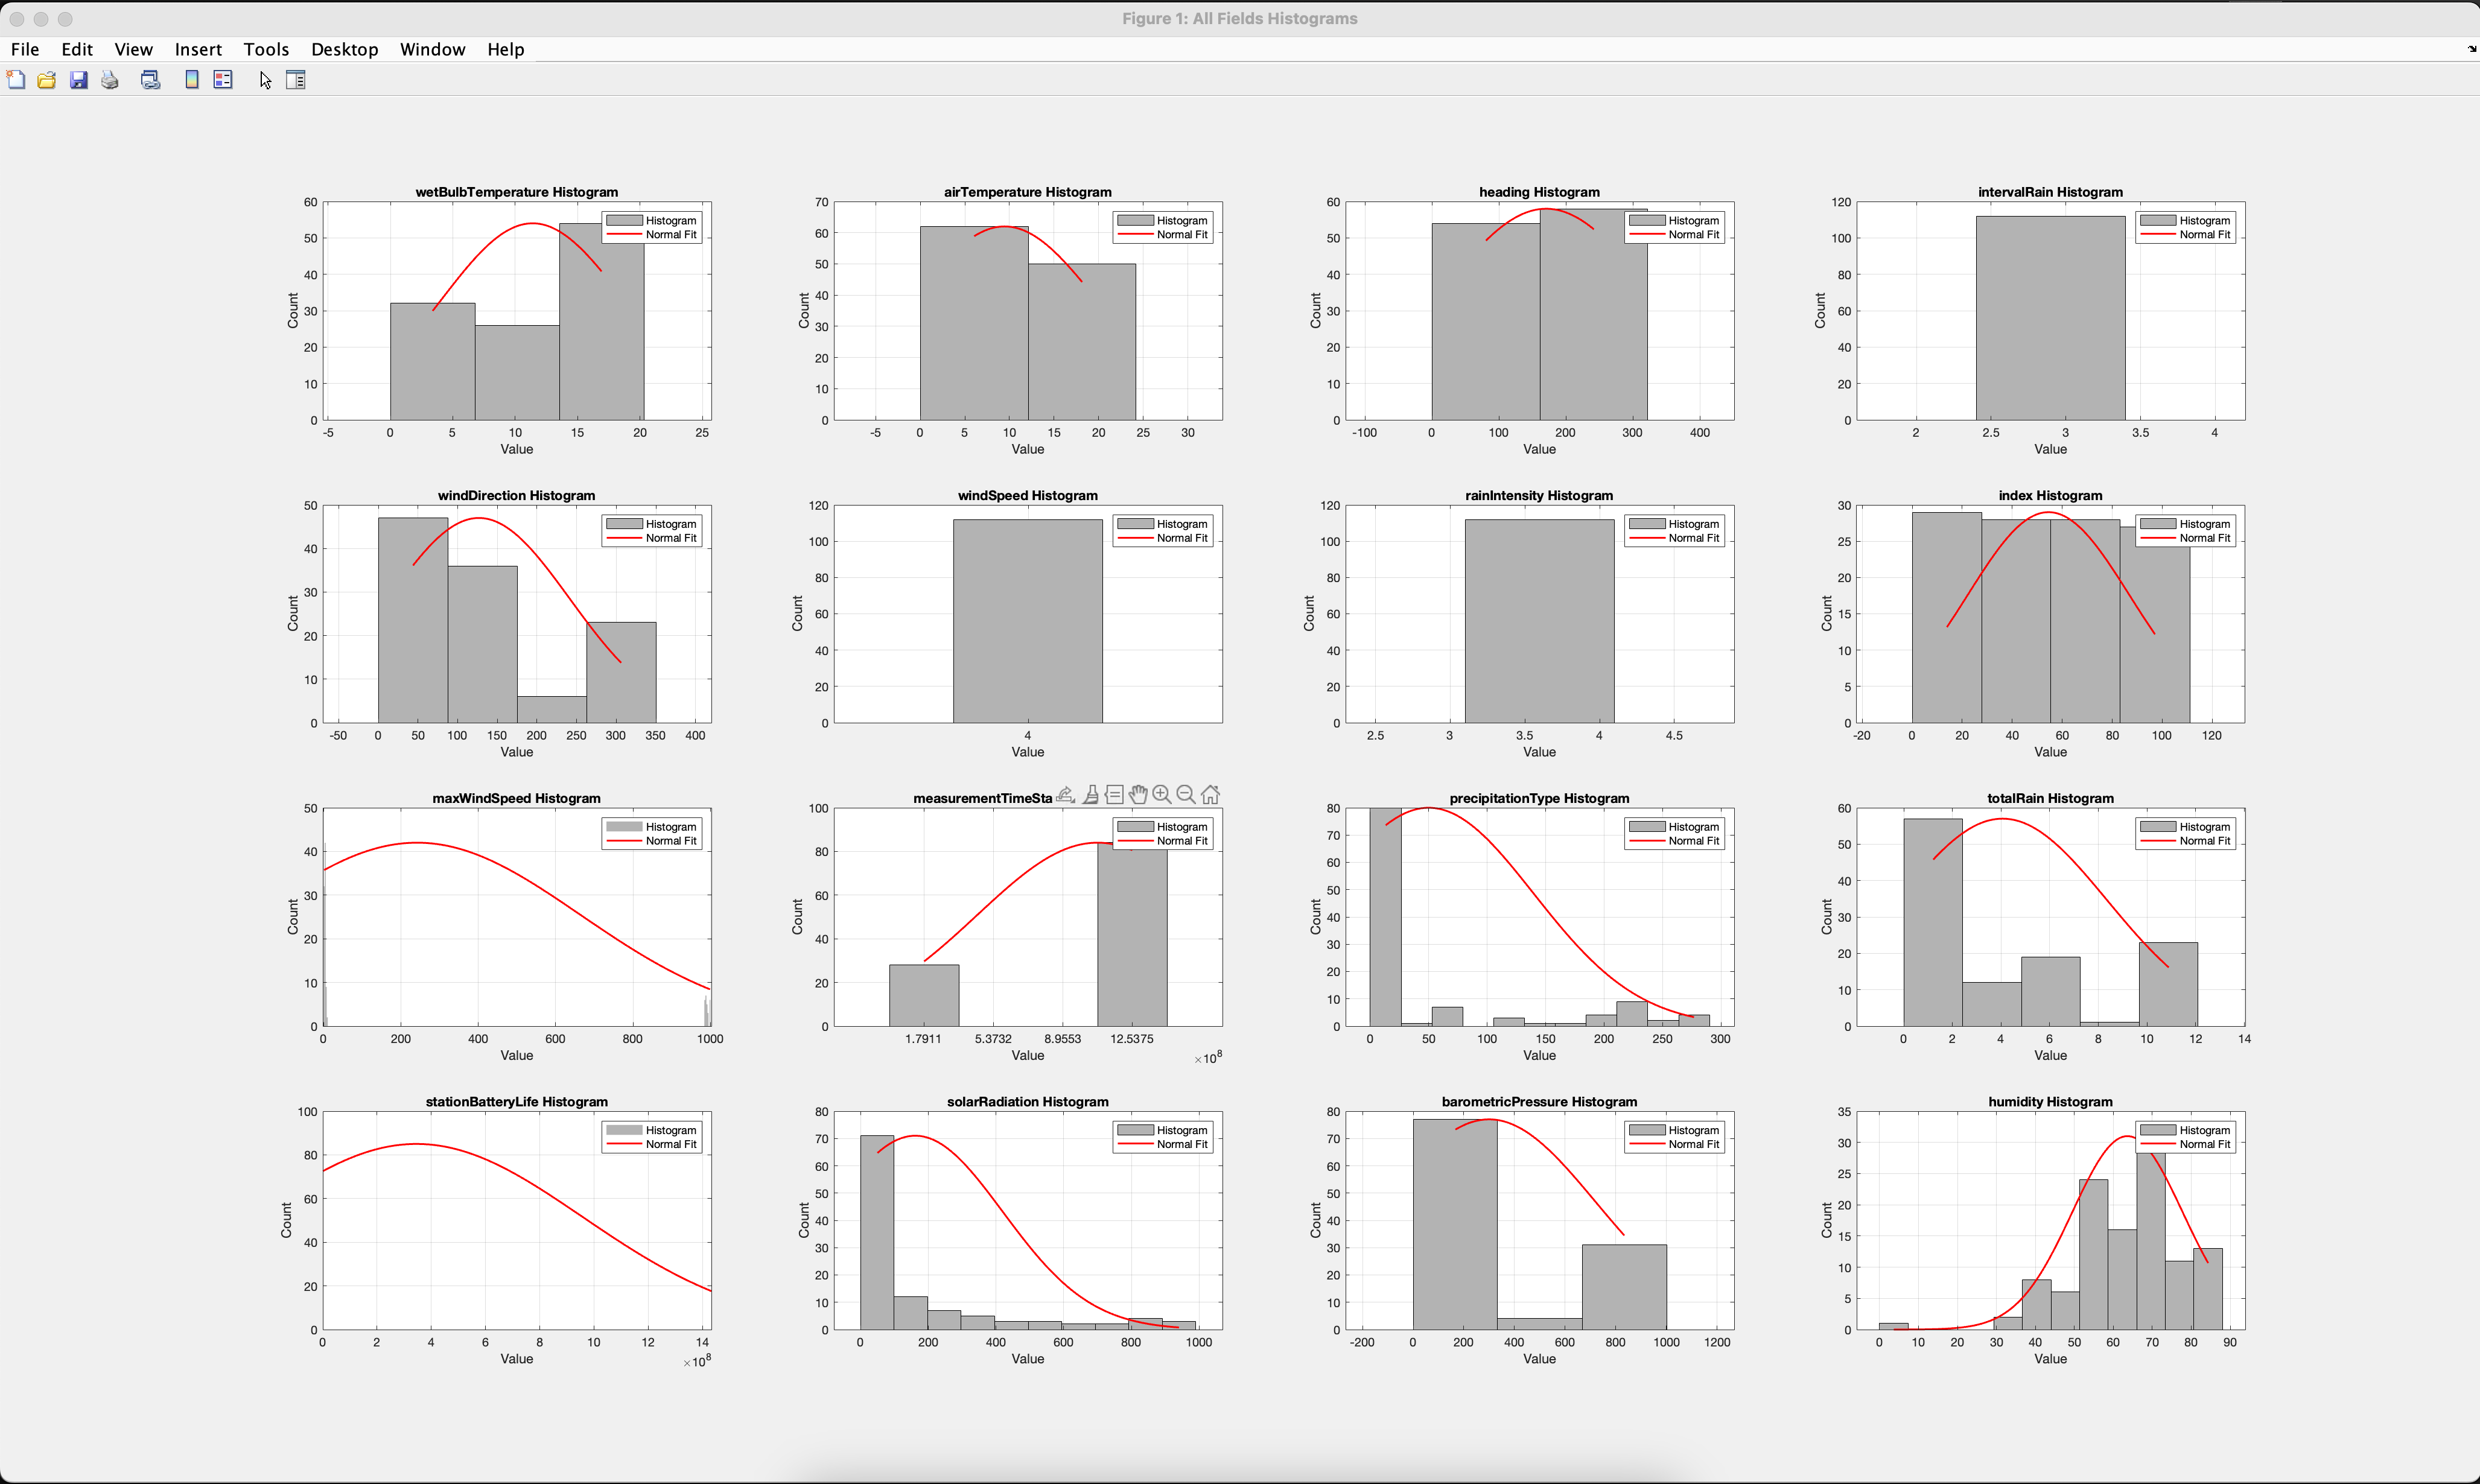 Figure 1: All Fields Histograms
File Edit View Insert Tools Desktop Window Help
wetBulbTemperature Histogram
60
50
40
30
20
10
0
Count
-5 0 5 10 15 20 25
Value
Histogram
Normal Fit
airTemperature Histogram
70
60
50
40
30
20
10
0
Count
-5 0 5 10 15 20 25 30
Value
Histogram
Normal Fit
heading Histogram
60
50
40
30
20
10
0
Count
-100 0 100 200 300 400
Value
Histogram
Normal Fit
intervalRain Histogram
120
100
80
60
40
20
0
Count
2 2.5 3 3.5 4
Value
Histogram
Normal Fit
windDirection Histogram
50
40
30
20
10
0
Count
-50 0 50 100 150 200 250 300 350 400
Value
Histogram
Normal Fit
windSpeed Histogram
120
100
80
60
40
20
0
Count
4
Value
Histogram
Normal Fit
rainIntensity Histogram
120
100
80
60
40
20
0
Count
2.5 3 3.5 4 4.5
Value
Histogram
Normal Fit
index Histogram
30
25
20
15
10
5
0
Count
-20 0 20 40 60 80 100 120
Value
Histogram
Normal Fit
maxWindSpeed Histogram
50
40
30
20
10
0
Count
0 200 400 600 800 1000
Value
Histogram
Normal Fit
measurementTimeSta
100
80
60
40
20
0
Count
1.7911 5.3732 8.9553 12.5375
Value
×10⁸
Histogram
Normal Fit
precipitationType Histogram
80
70
60
50
40
30
20
10
0
Count
0 50 100 150 200 250 300
Value
Histogram
Normal Fit
totalRain Histogram
60
50
40
30
20
10
0
Count
0 2 4 6 8 10 12 14
Value
Histogram
Normal Fit
stationBatteryLife Histogram
100
80
60
40
20
0
Count
0 2 4 6 8 10 12 14
Value
×10⁸
Histogram
Normal Fit
solarRadiation Histogram
80
70
60
50
40
30
20
10
0
Count
0 200 400 600 800 1000
Value
Histogram
Normal Fit
barometricPressure Histogram
80
70
60
50
40
30
20
10
0
Count
-200 0 200 400 600 800 1000 1200
Value
Histogram
Normal Fit
humidity Histogram
35
30
25
20
15
10
5
0
Count
0 10 20 30 40 50 60 70 80 90
Value
Histogram
Normal Fit